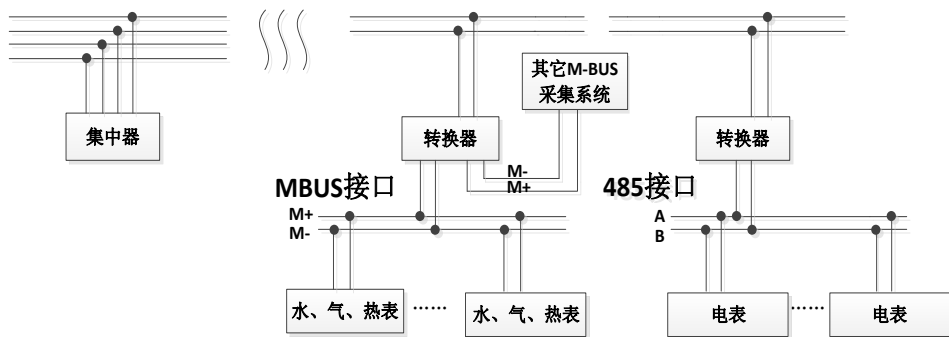 其它M-BUS
采集系统
集中器
转换器
转换器
M-
M+
MBUS接口
485接口
M+
M-
A
B
水、气、热表
......
水、气、热表
电表
......
电表